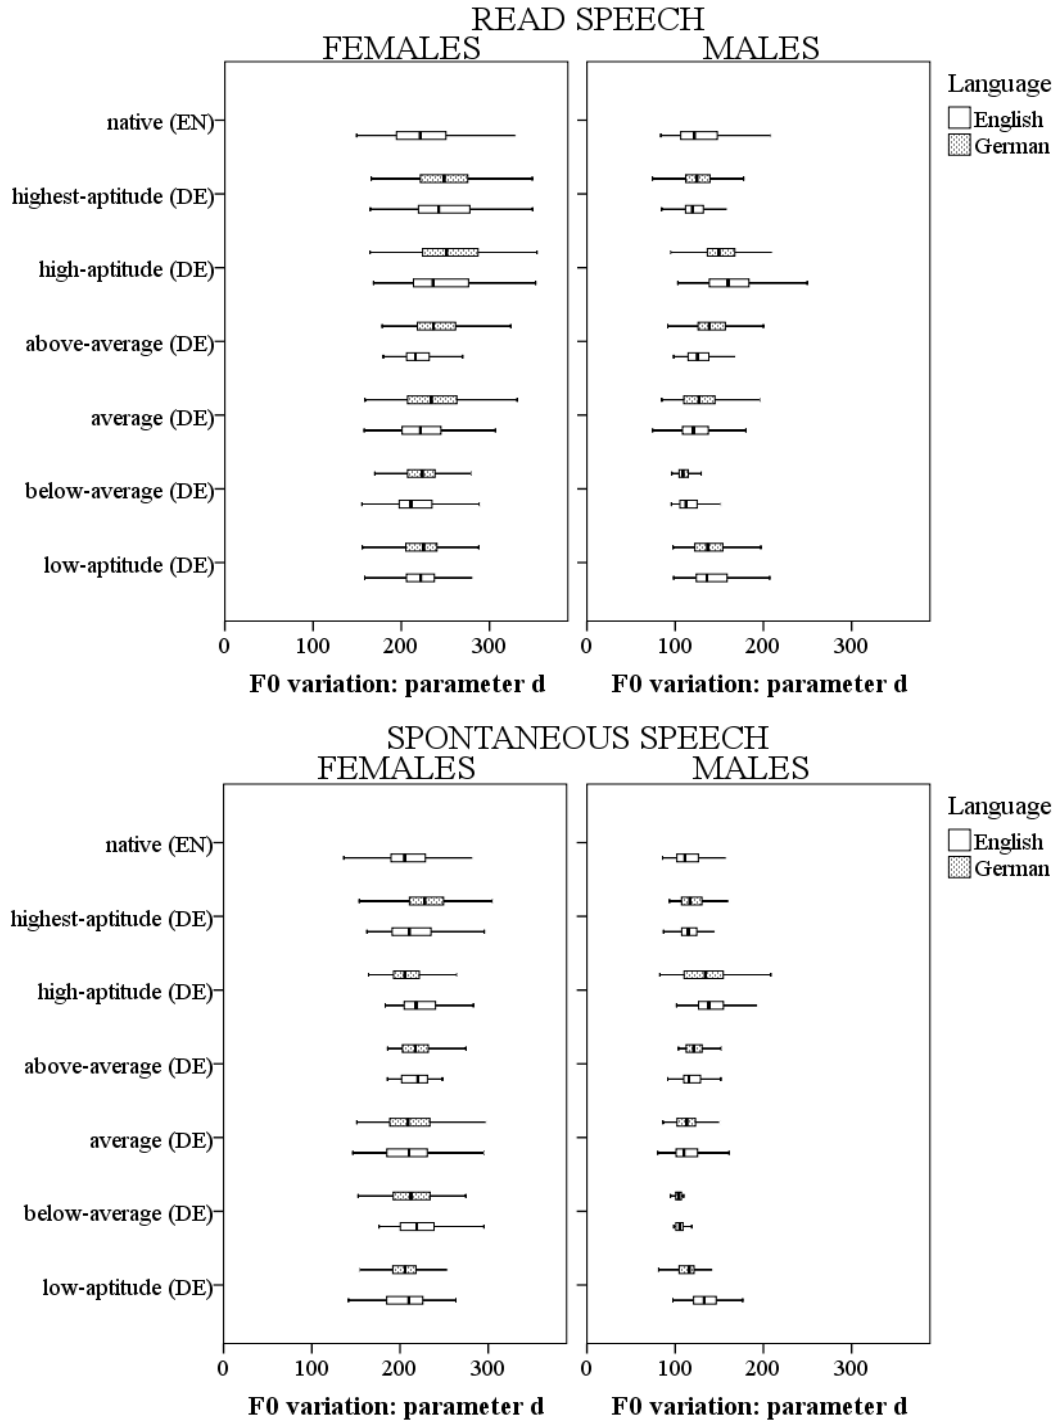 READ SPEECH
FEMALES
MALES
Language
English
German
native (EN)
highest-aptitude (DE)
high-aptitude (DE)
above-average (DE)
average (DE)
below-average (DE)
low-aptitude (DE)
0 100 200 300
0 100 200 300
F0 variation: parameter d
F0 variation: parameter d
SPONTANEOUS SPEECH
FEMALES
MALES
Language
English
German
native (EN)
highest-aptitude (DE)
high-aptitude (DE)
above-average (DE)
average (DE)
below-average (DE)
low-aptitude (DE)
0 100 200 300
0 100 200 300
F0 variation: parameter d
F0 variation: parameter d